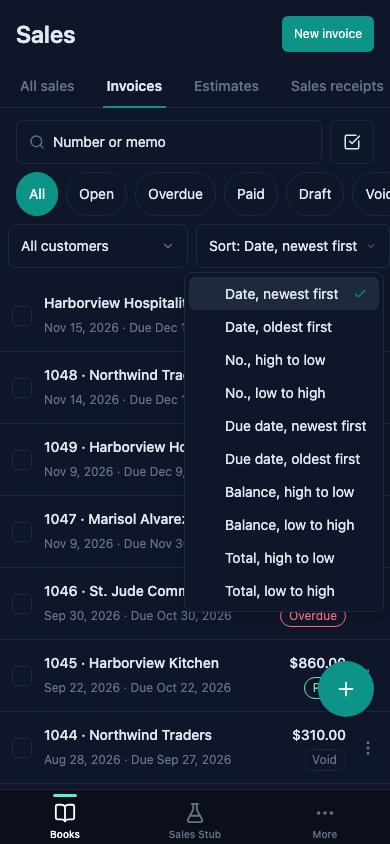 Sales
New invoice
All sales
Invoices
Estimates
Sales receipts
Number or memo
All
Open
Overdue
Paid
Draft
All customers
Sort: Date, newest first
Date, newest first
Date, oldest first
No., high to low
No., low to high
Due date, newest first
Due date, oldest first
Balance, high to low
Balance, low to high
Total, high to low
Total, low to high
Harborview
Nov 15, 2026 · Due Dec
1048 · Northwind
Nov 14, 2026 · Due Dec
1049 · Harborview
Nov 9, 2026 · Due Dec 9,
1047 · Marisol
Nov 9, 2026 · Due Nov
1046 · St. Jude
Sep 30, 2026 · Due Oct 30, 2026
Overdue
1045 · Harborview Kitchen
$860.00
Sep 22, 2026 · Due Oct 22, 2026
1044 · Northwind Traders
$310.00
Aug 28, 2026 · Due Sep 27, 2026
Void
Books
Sales Stub
More